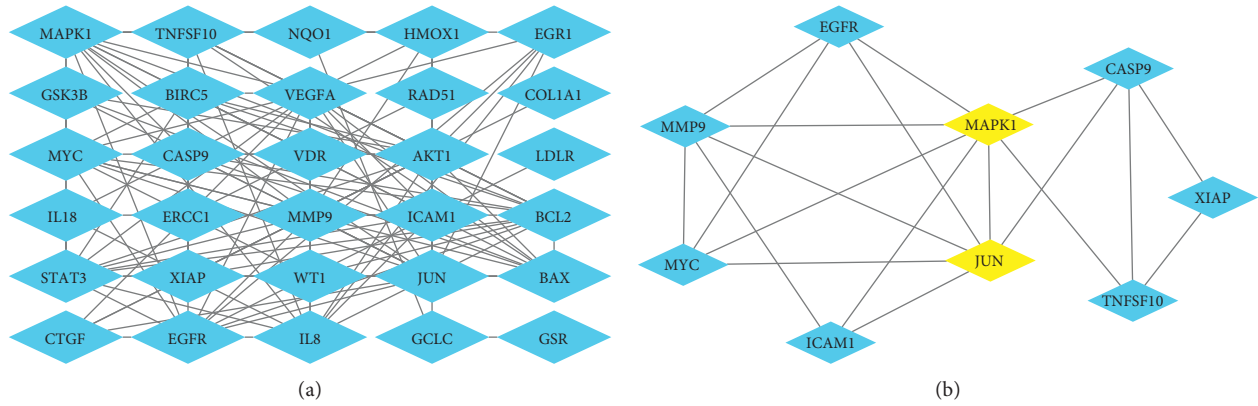 MAPK1 TNFSF10 NQO1 HMOX1 EGR1
GSK3B BIRC5 VEGFA RAD51 COL1A1
MYC CASP9 VDR AKT1 LDLR
IL18 ERCC1 MMP9 ICAM1 BCL2
STAT3 XIAP WT1 JUN BAX
CTGF EGFR IL8 GCLC GSR
(a)
EGFR
CASP9
MAPK1
MMP9
XIAP
JUN
MYC
TNFSF10
ICAM1
(b)